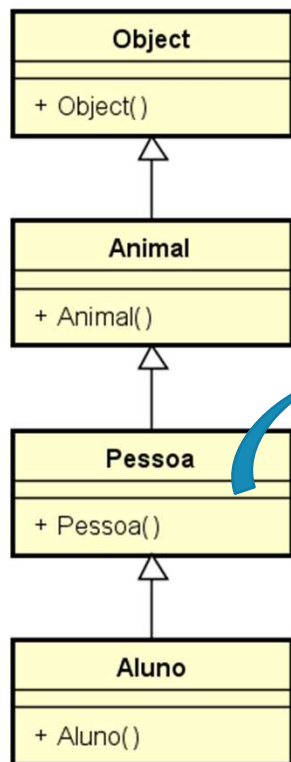 Object
+ Object()
Animal
+ Animal()
Pessoa
+ Pessoa()
Aluno
+ Aluno()